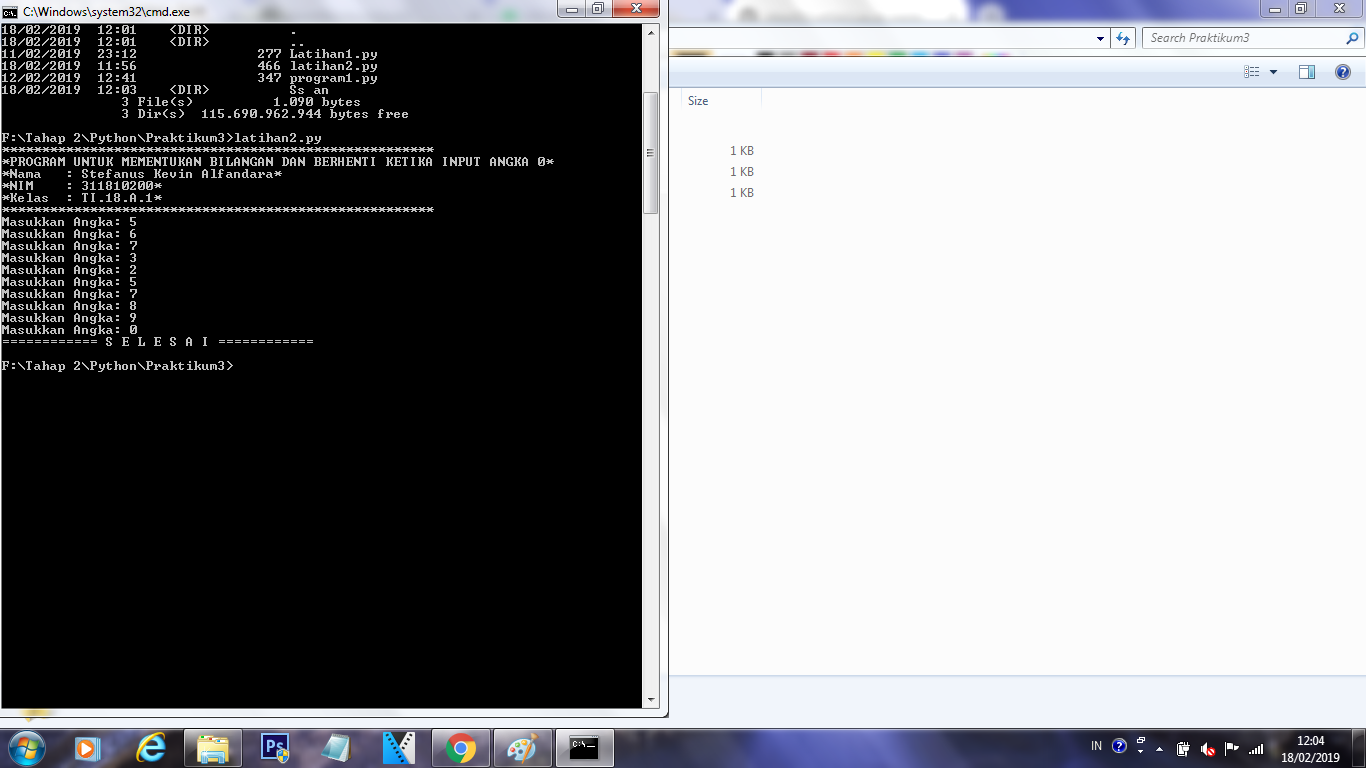 C:\Windows\system32\cmd.exe
18/02/2019  12:01    <DIR>          .
18/02/2019  12:01    <DIR>          ..
11/02/2019  23:12               277 latihan1.py
18/02/2019  11:56               466 latihan2.py
12/02/2019  12:41               347 program1.py
18/02/2019  12:03    <DIR>          Ss an
               3 File(s)          1.090 bytes
               3 Dir(s)  115.690.962.944 bytes free
F:\Tahap 2\Python\Praktikum3>latihan2.py
******************************************************
*PROGRAM UNTUK MEMENTUKAN BILANGAN DAN BERHENTI KETIKA INPUT ANGKA 0*
*Nama   : Stefanus Kevin Alfandara*
*NIM    : 311810200*
*Kelas  : TI.18.A.1*
******************************************************
Masukkan Angka: 5
Masukkan Angka: 6
Masukkan Angka: 7
Masukkan Angka: 3
Masukkan Angka: 2
Masukkan Angka: 5
Masukkan Angka: 7
Masukkan Angka: 8
Masukkan Angka: 9
Masukkan Angka: 0
============ S E L E S A I ============
F:\Tahap 2\Python\Praktikum3>
Search Praktikum3
Size
1 KB
1 KB
1 KB
Ps
IN
12:04
18/02/2019